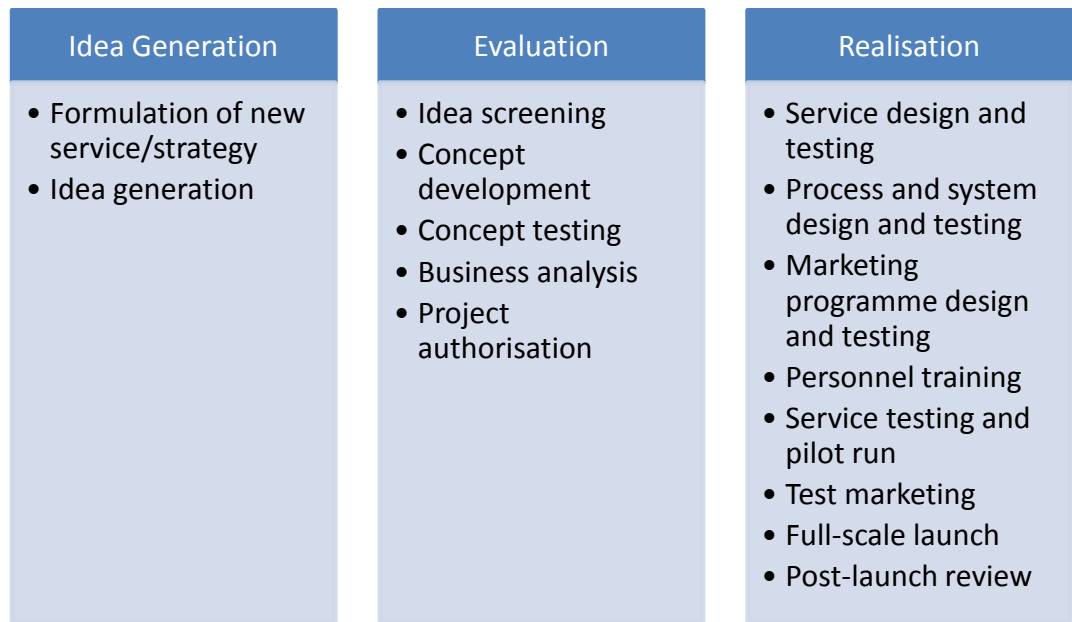 Idea Generation
• Formulation of new
service/strategy
• Idea generation
Evaluation
• Idea screening
• Concept
development
• Concept testing
• Business analysis
• Project
authorisation
Realisation
• Service design and
testing
• Process and system
design and testing
• Marketing
programme design
and testing
• Personnel training
• Service testing and
pilot run
• Test marketing
• Full-scale launch
• Post-launch review